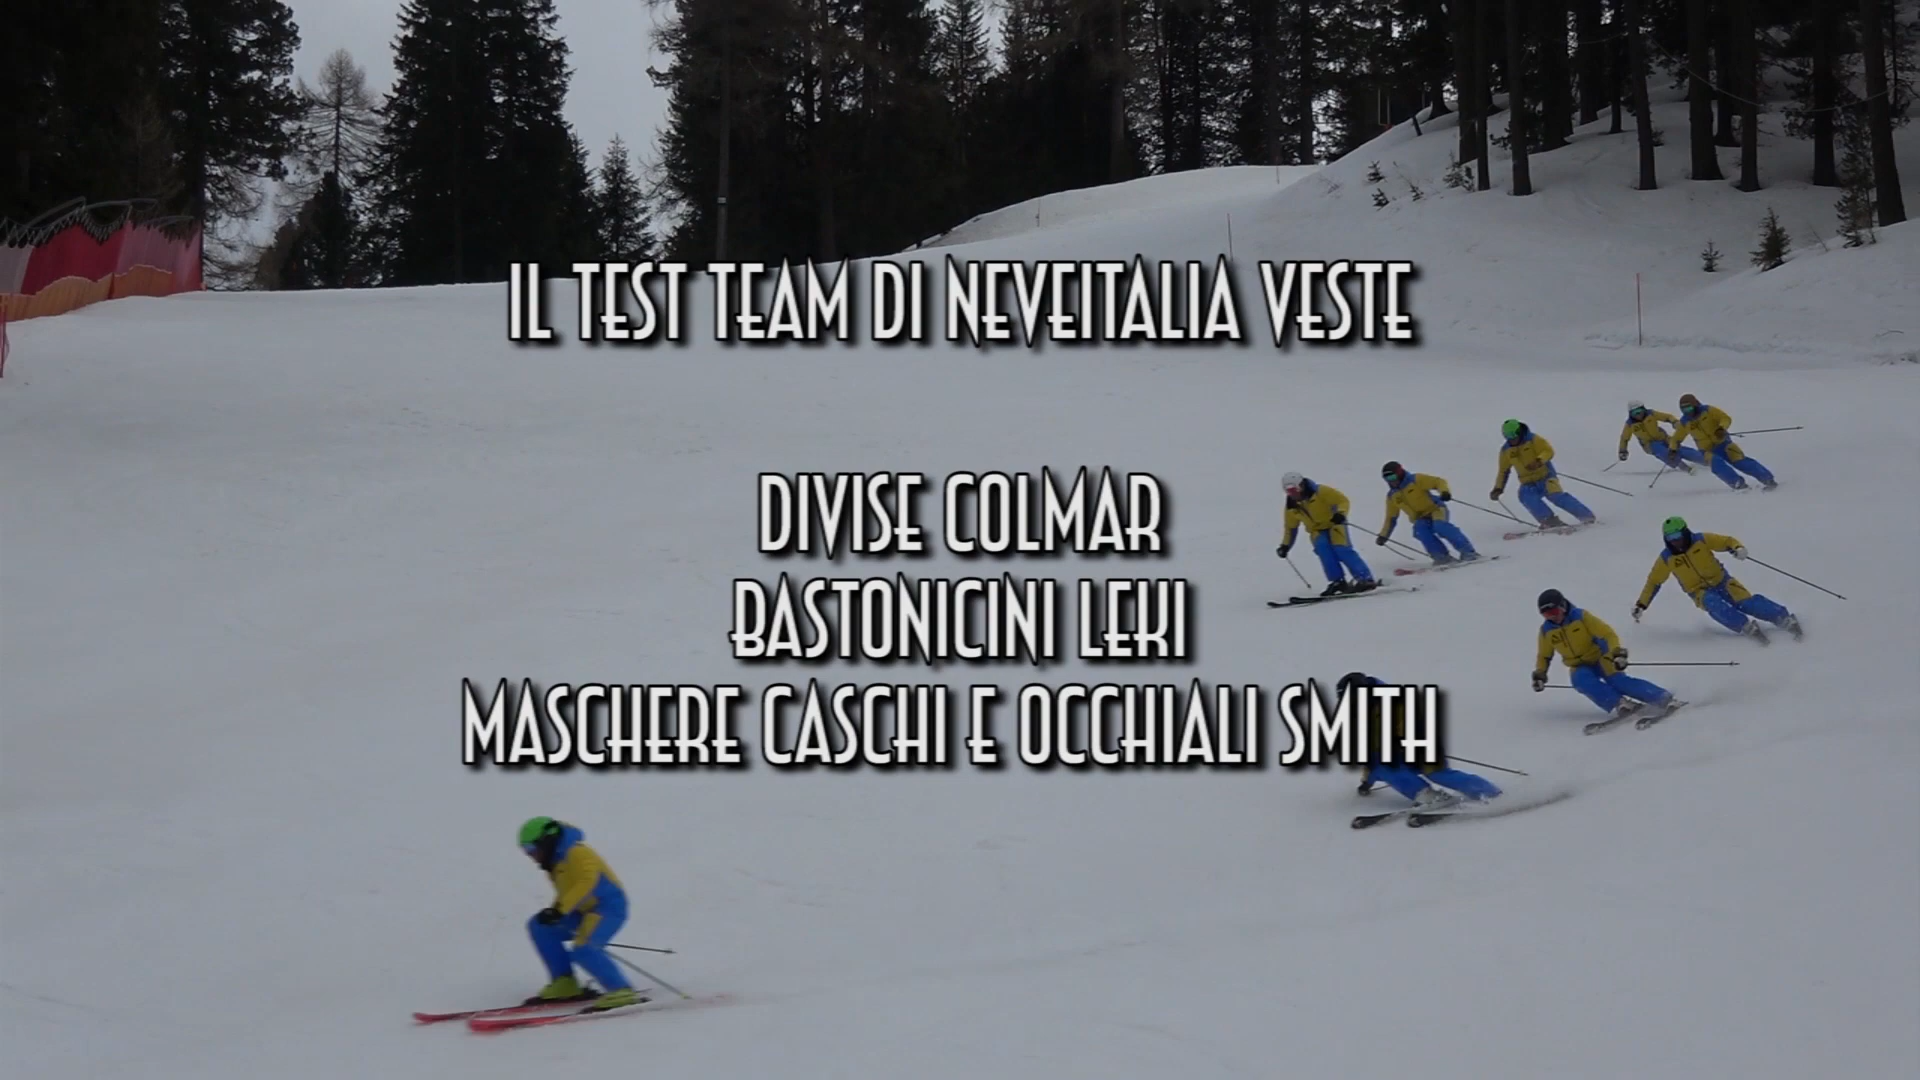 IL TEST TEAM DI NEVEITALIA VESTE
DIVISE COLMAR
BASTONICINI LEKI
MASCHERE CASCHI E OCCHIALI SMITH